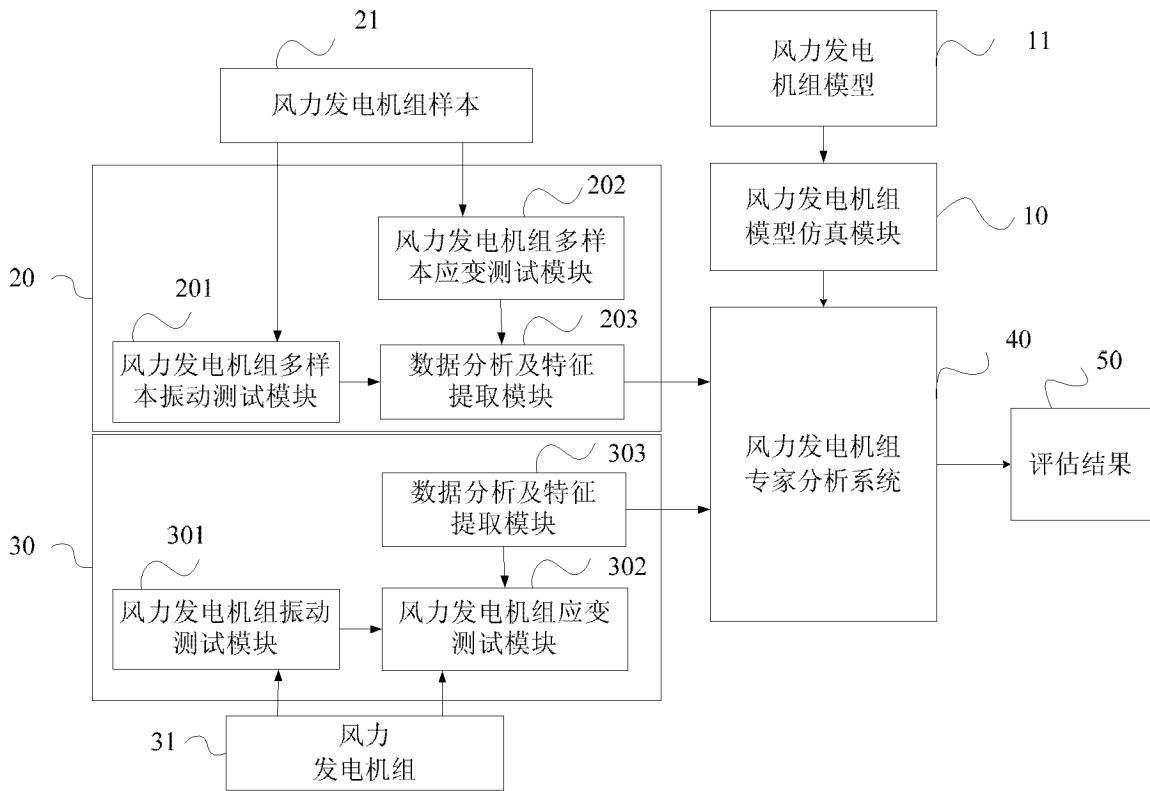 21
风力发电机组样本
风力发电
机组模型
11
202
风力发电机组多样
本应变测试模块
风力发电机组
模型仿真模块
10
20
201
风力发电机组多样
本振动测试模块
203
数据分析及特征
提取模块
40
风力发电机组
专家分析系统
50
评估结果
303
数据分析及特征
提取模块
30
301
风力发电机组振动
测试模块
302
风力发电机组应变
测试模块
31
风力
发电机组